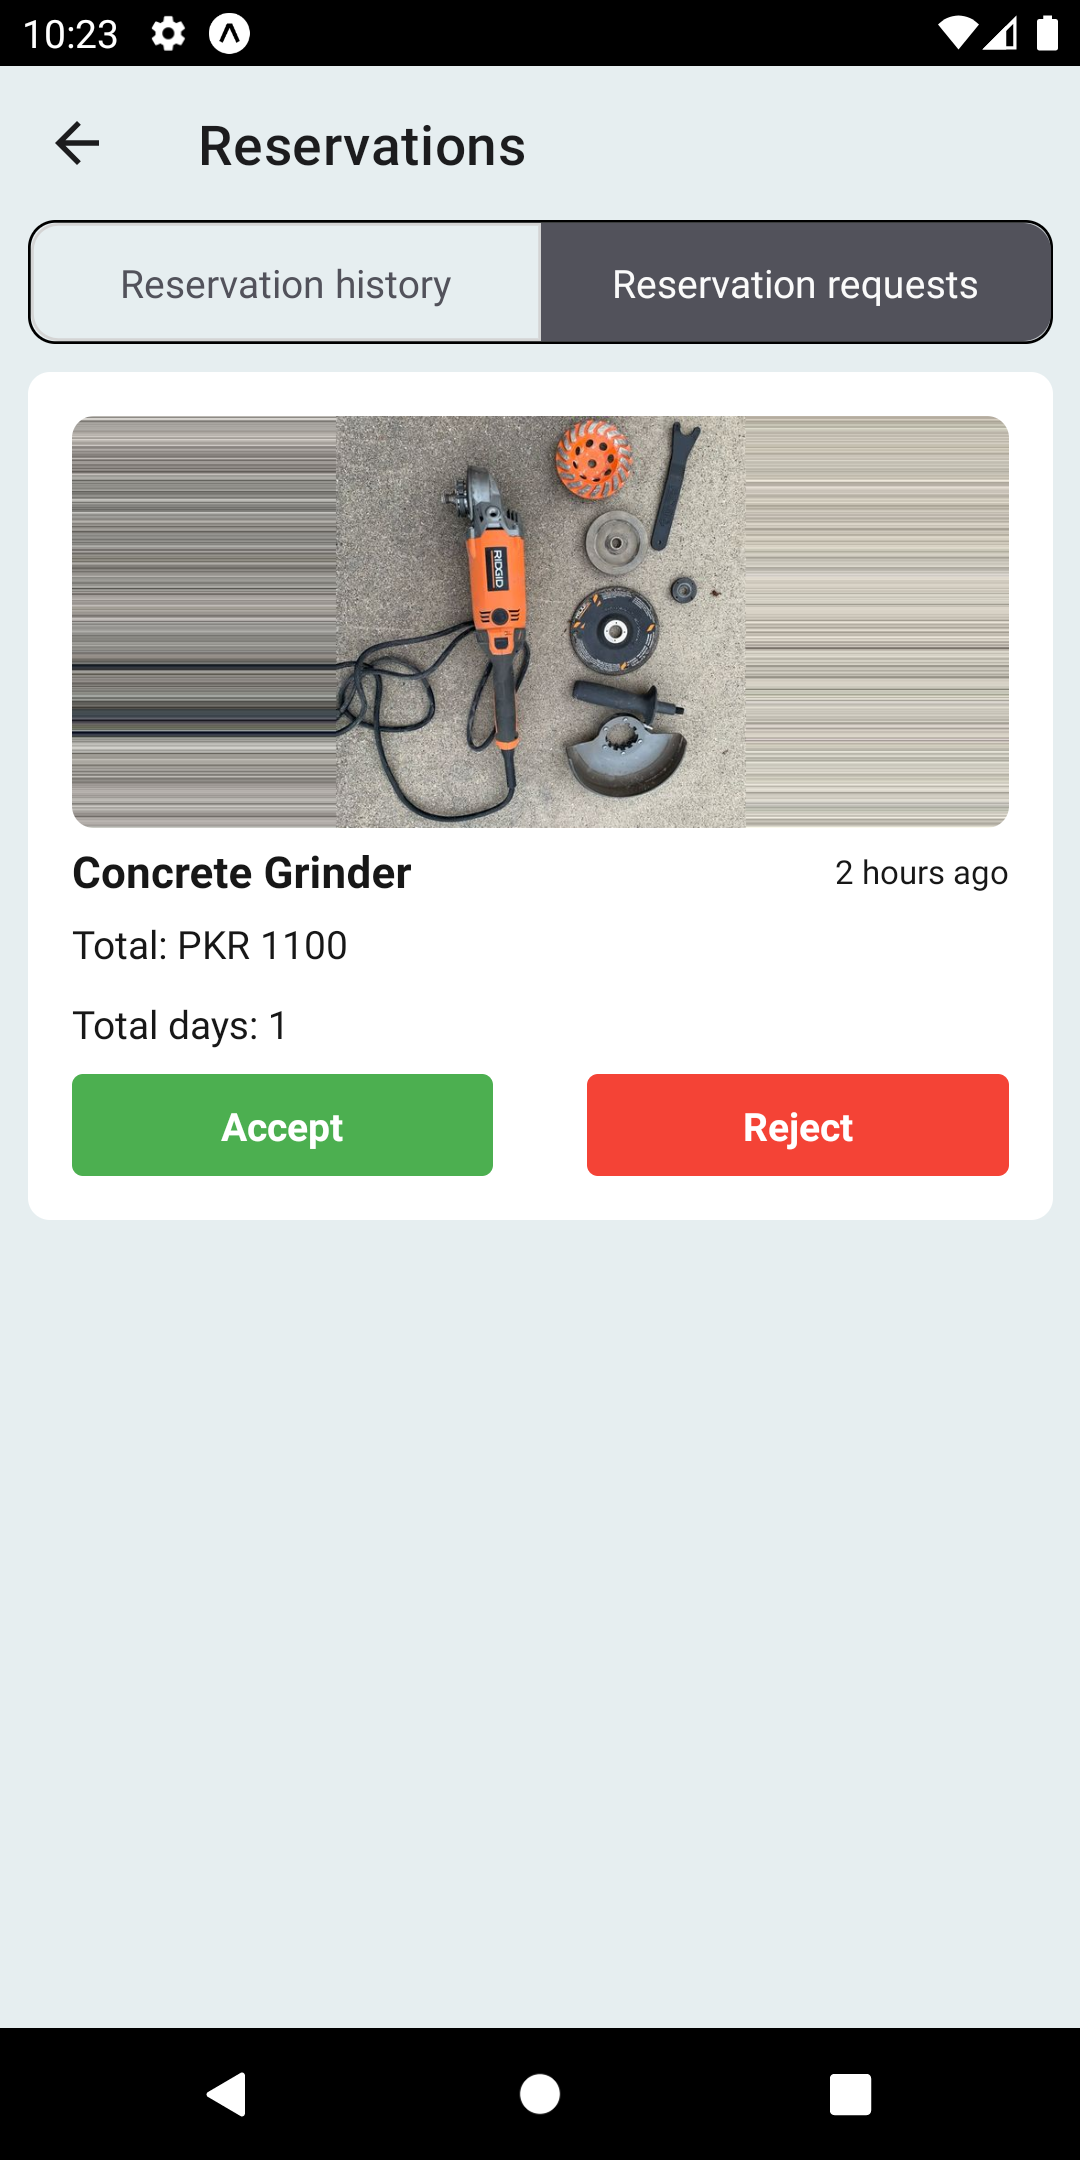 10:23
Reservations
Reservation history
Reservation requests
RIDGID
Concrete Grinder
2 hours ago
Total: PKR 1100
Total days: 1
Accept
Reject